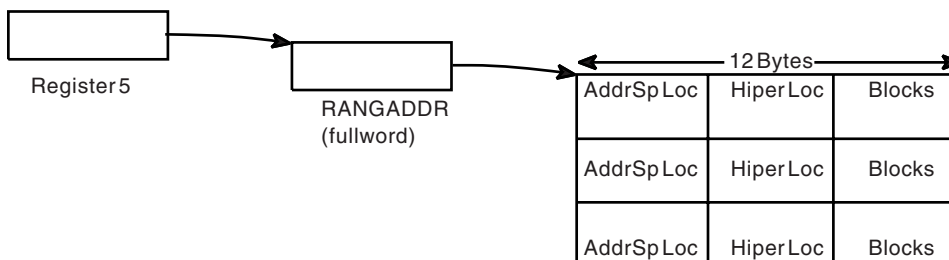 12 Bytes
Register 5
RANGADDR
(fullword)
AddrSp Loc Hiper Loc Blocks
AddrSp Loc Hiper Loc Blocks
AddrSp Loc Hiper Loc Blocks